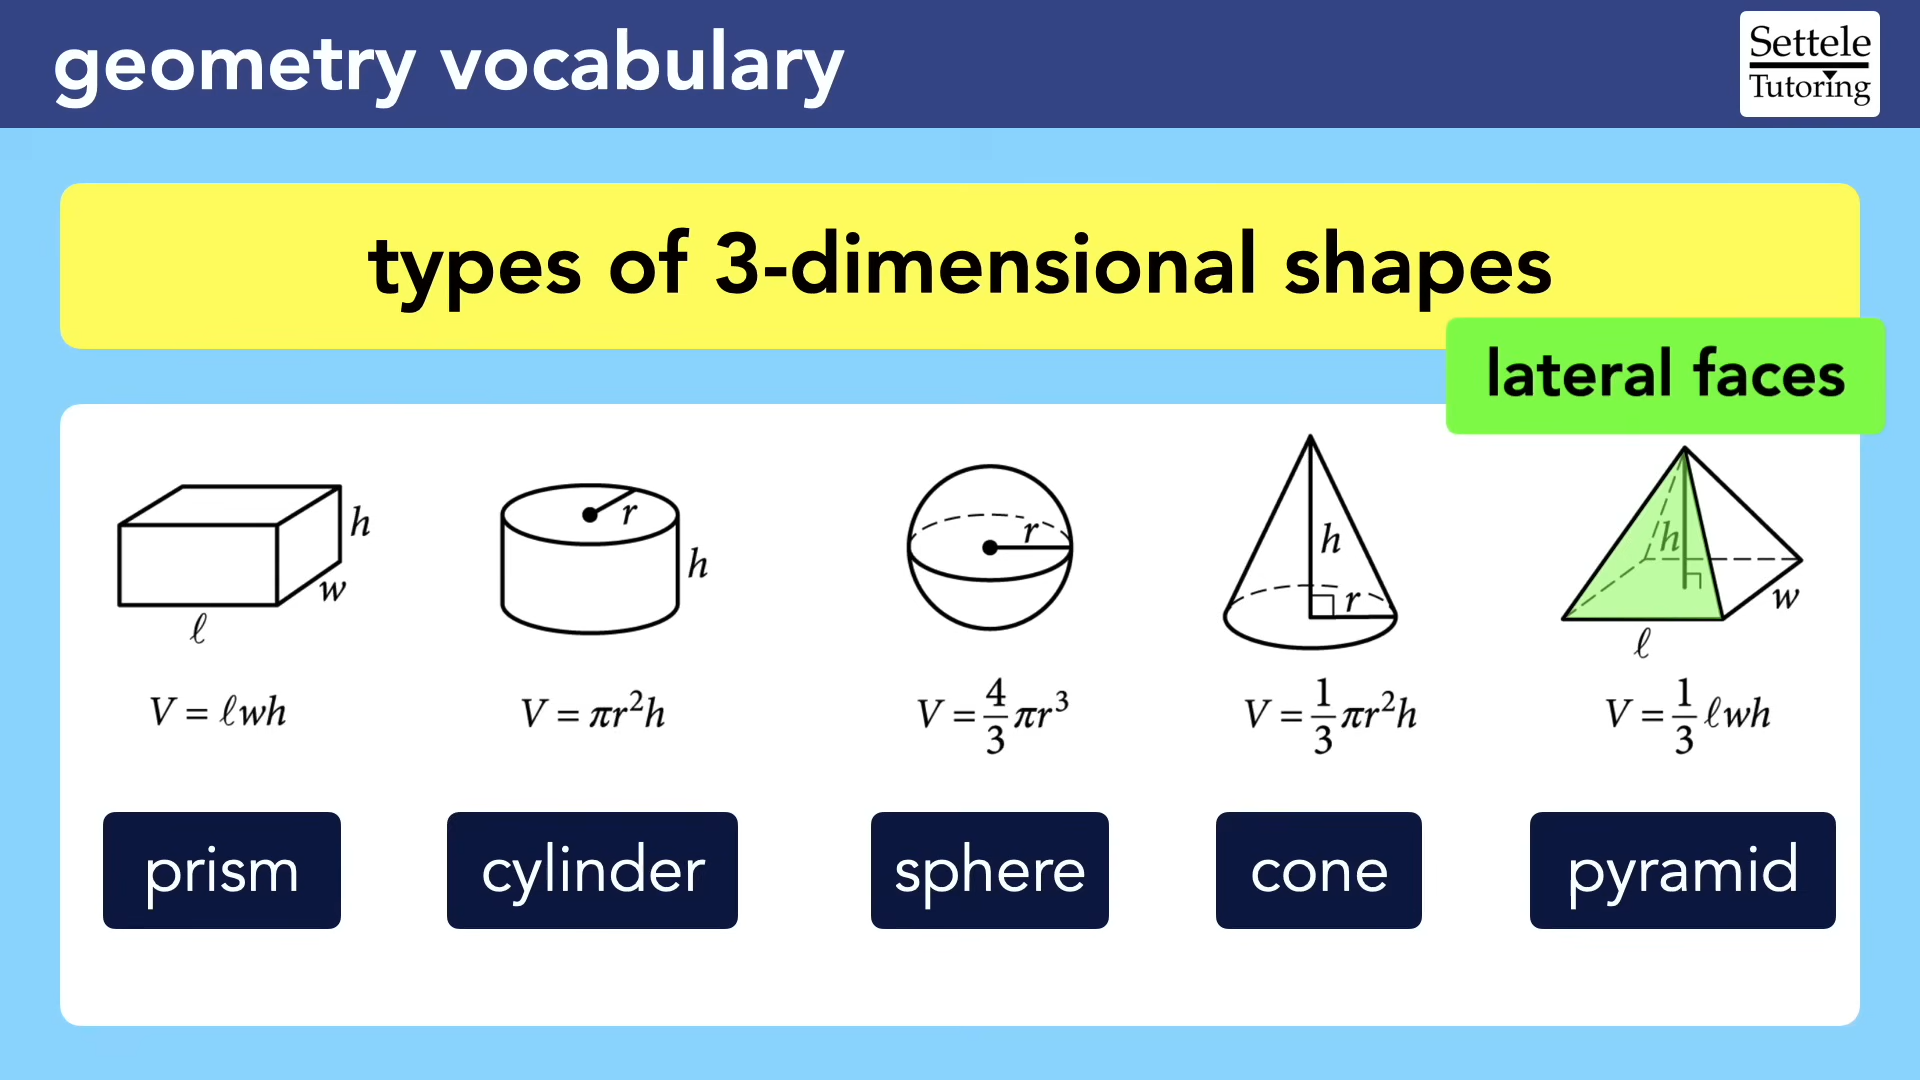 geometry vocabulary
Settele
Tutoring
types of 3-dimensional shapes
lateral faces
h
w
ℓ
r
h
r
h
r
h
w
ℓ
V = ℓwh
V = πr²h
V = 4/3 πr³
V = 1/3 πr²h
V = 1/3 ℓwh
prism
cylinder
sphere
cone
pyramid